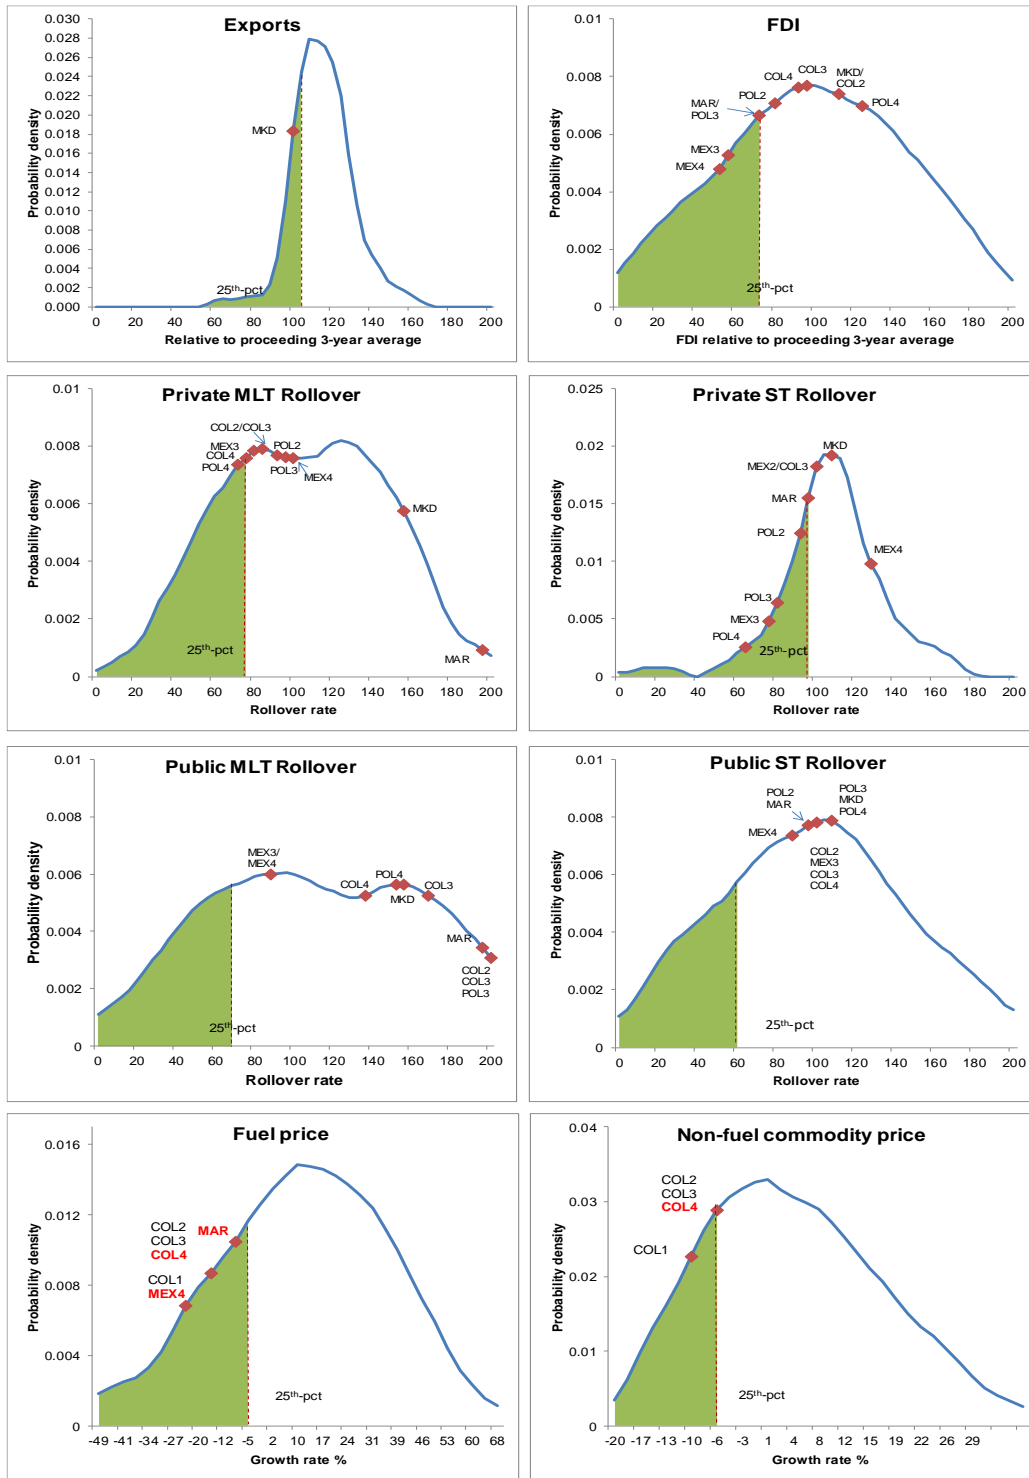 Exports
Probability density
0.030
0.028
0.026
0.024
0.022
0.020
0.018
0.016
0.014
0.012
0.010
0.008
0.006
0.004
0.002
0.000
MKD
25th-pct
0 20 40 60 80 100 120 140 160 180 200
Relative to proceeding 3-year average
FDI
Probability density
0.01
0.008
0.006
0.004
0.002
0
COL3
COL4
MKD/
COL2
POL2
POL4
MAR/
POL3
MEX3
MEX4
25th-pct
0 20 40 60 80 100 120 140 160 180 200
FDI relative to proceeding 3-year average
Private MLT Rollover
Probability density
0.01
0.008
0.006
0.004
0.002
0
COL2/COL3
MEX3
COL4
POL4
POL2
POL3
MEX4
MKD
MAR
25th-pct
0 20 40 60 80 100 120 140 160 180 200
Rollover rate
Private ST Rollover
Probability density
0.025
0.02
0.015
0.01
0.005
0
MKD
MEX2/COL3
MAR
POL2
MEX4
POL3
MEX3
POL4
25th-pct
0 20 40 60 80 100 120 140 160 180 200
Rollover rate
Public MLT Rollover
Probability density
0.01
0.008
0.006
0.004
0.002
0
MEX3/
MEX4
COL4
POL4
MKD
COL3
MAR
COL2
COL3
POL3
25th-pct
0 20 40 60 80 100 120 140 160 180 200
Rollover rate
Public ST Rollover
Probability density
0.01
0.008
0.006
0.004
0.002
0
POL2
MAR
POL3
MKD
POL4
MEX4
COL2
MEX3
COL3
COL4
25th-pct
0 20 40 60 80 100 120 140 160 180 200
Rollover rate
Fuel price
Probability density
0.016
0.012
0.008
0.004
0
COL2
COL3
COL4
MAR
COL1
MEX4
25th-pct
-49 -41 -34 -27 -20 -12 -5 2 10 17 24 31 39 46 53 60 68
Growth rate %
Non-fuel commodity price
Probability density
0.04
0.03
0.02
0.01
0
COL2
COL3
COL4
COL1
25th-pct
-20 -17 -13 -10 -6 -3 1 4 8 12 15 19 22 26 29
Growth rate %